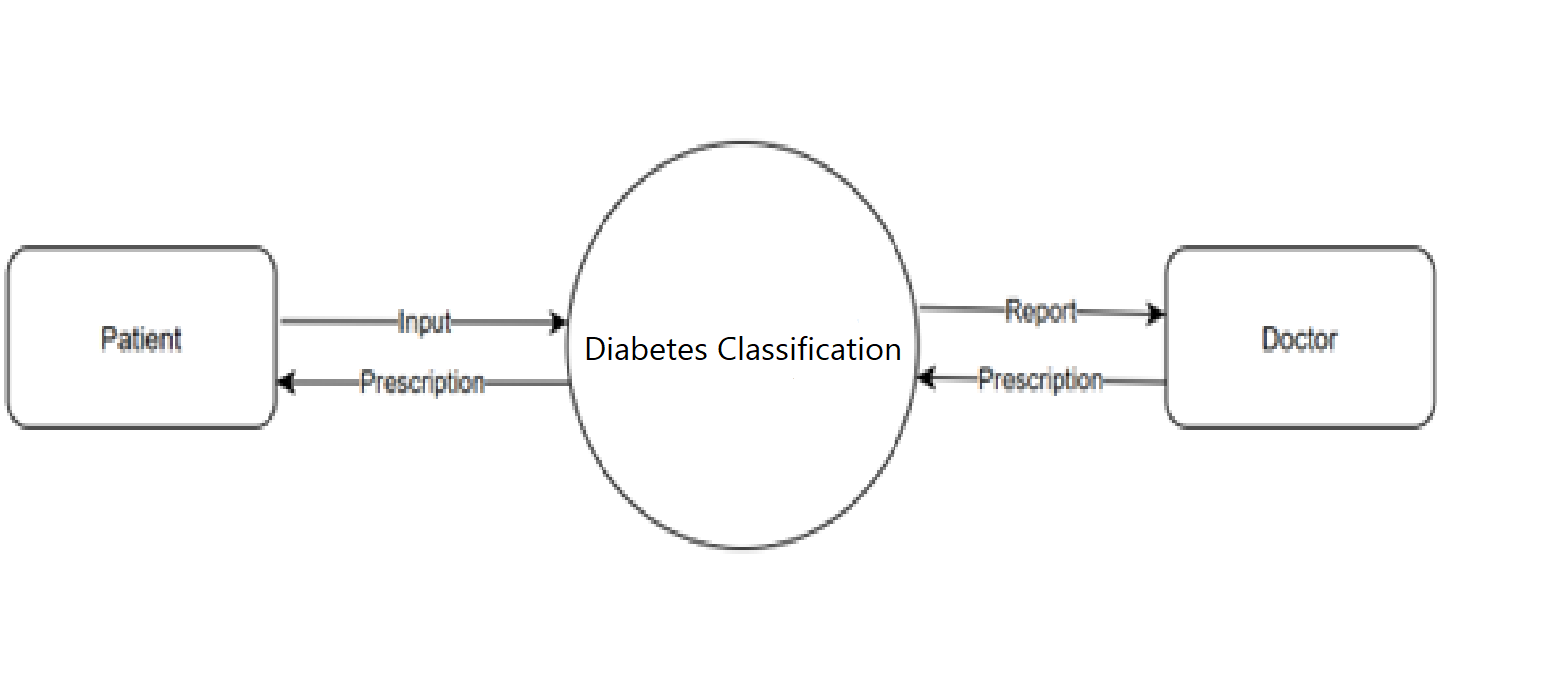 Patient
Input
Prescription
Diabetes Classification
Report
Prescription
Doctor